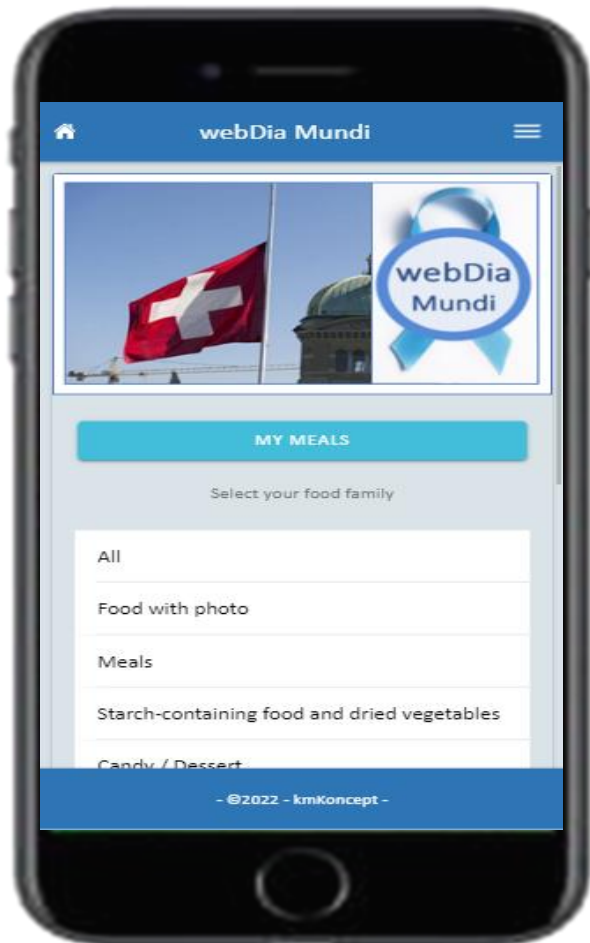 webDia Mundi
webDia
Mundi
MY MEALS
Select your food family
All
Food with photo
Meals
Starch-containing food and dried vegetables
Candy / Dessert
- ©2022 - kmKoncept -